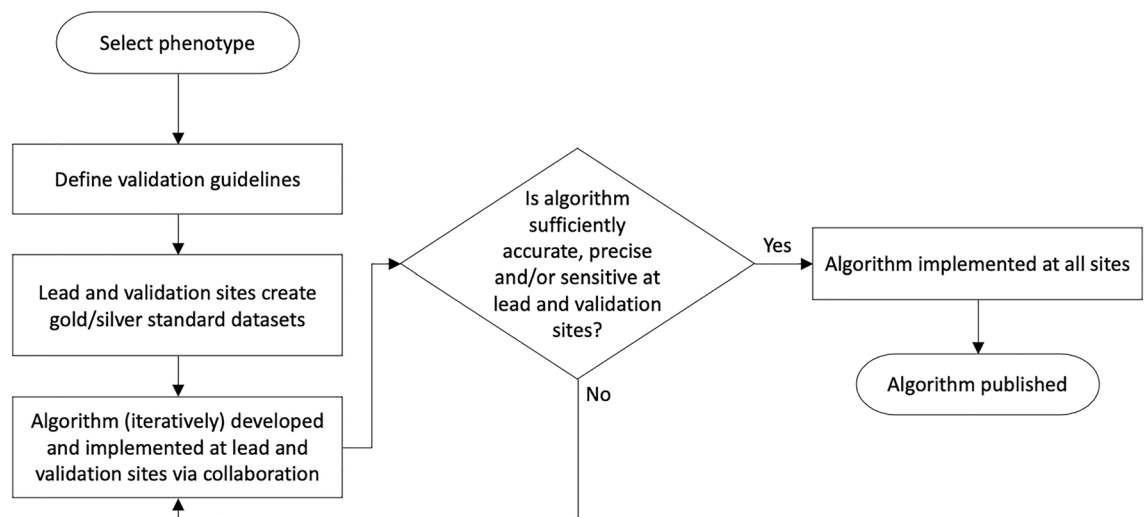 Select phenotype
Define validation guidelines
Lead and validation sites create
gold/silver standard datasets
Algorithm (iteratively) developed
and implemented at lead and
validation sites via collaboration
Is algorithm
sufficiently
accurate, precise
and/or sensitive at
lead and validation
sites?
Yes
No
Algorithm implemented at all sites
Algorithm published